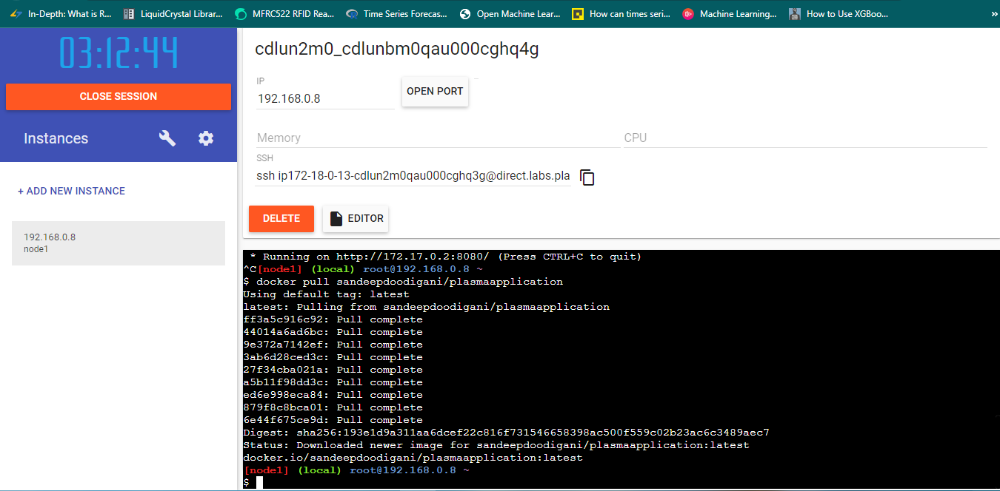 In-Depth: What is R...
LiquidCrystal Librar...
MFRC522 RFID Rea...
Time Series Forecas...
Open Machine Lear...
How can times seri...
Machine Learning...
How to Use XGBoo...
»
03:12:44
CLOSE SESSION
Instances
+ ADD NEW INSTANCE
192.168.0.8
node1
cdlun2m0_cdlunbm0qau000cghq4g
IP
192.168.0.8
OPEN PORT
Memory
CPU
SSH
ssh ip172-18-0-13-cdlun2m0qau000cghq3g@direct.labs.pla
DELETE
EDITOR
* Running on http://172.17.0.2:8080/ (Press CTRL+C to quit)
^C[node1] (local) root@192.168.0.8 ~
$ docker pull sandeepdoodigani/plasmaapplication
Using default tag: latest
latest: Pulling from sandeepdoodigani/plasmaapplication
ff3a5c916c92: Pull complete
44014a6ad6bc: Pull complete
9e372a7142ef: Pull complete
3ab6d28ced3c: Pull complete
27f34cba021a: Pull complete
a5b11f98dd3c: Pull complete
ed6e998eca84: Pull complete
879f8c8bca01: Pull complete
6e44f675ce9d: Pull complete
Digest: sha256:193e1d9a311aa6dcef22c816f731546658398ac500f559c02b23ac6c3489aec7
Status: Downloaded newer image for sandeepdoodigani/plasmaapplication:latest
docker.io/sandeepdoodigani/plasmaapplication:latest
[node1] (local) root@192.168.0.8 ~
$